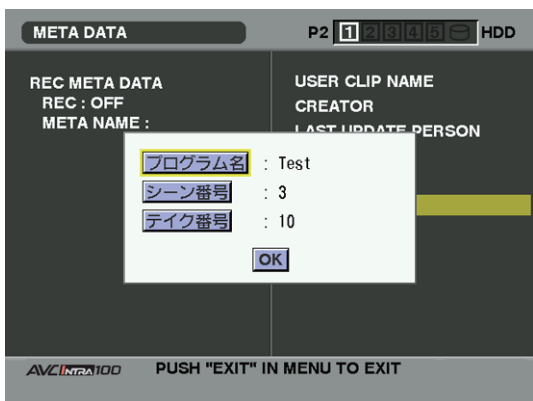 META DATA
P2 1 2 3 4 5 HDD
REC META DATA
REC : OFF
META NAME :
USER CLIP NAME
CREATOR
LAST UPDATE PERSON
プログラム名 : Test
シーン番号 : 3
テイク番号 : 10
OK
AVC INTRA 100 PUSH "EXIT" IN MENU TO EXIT